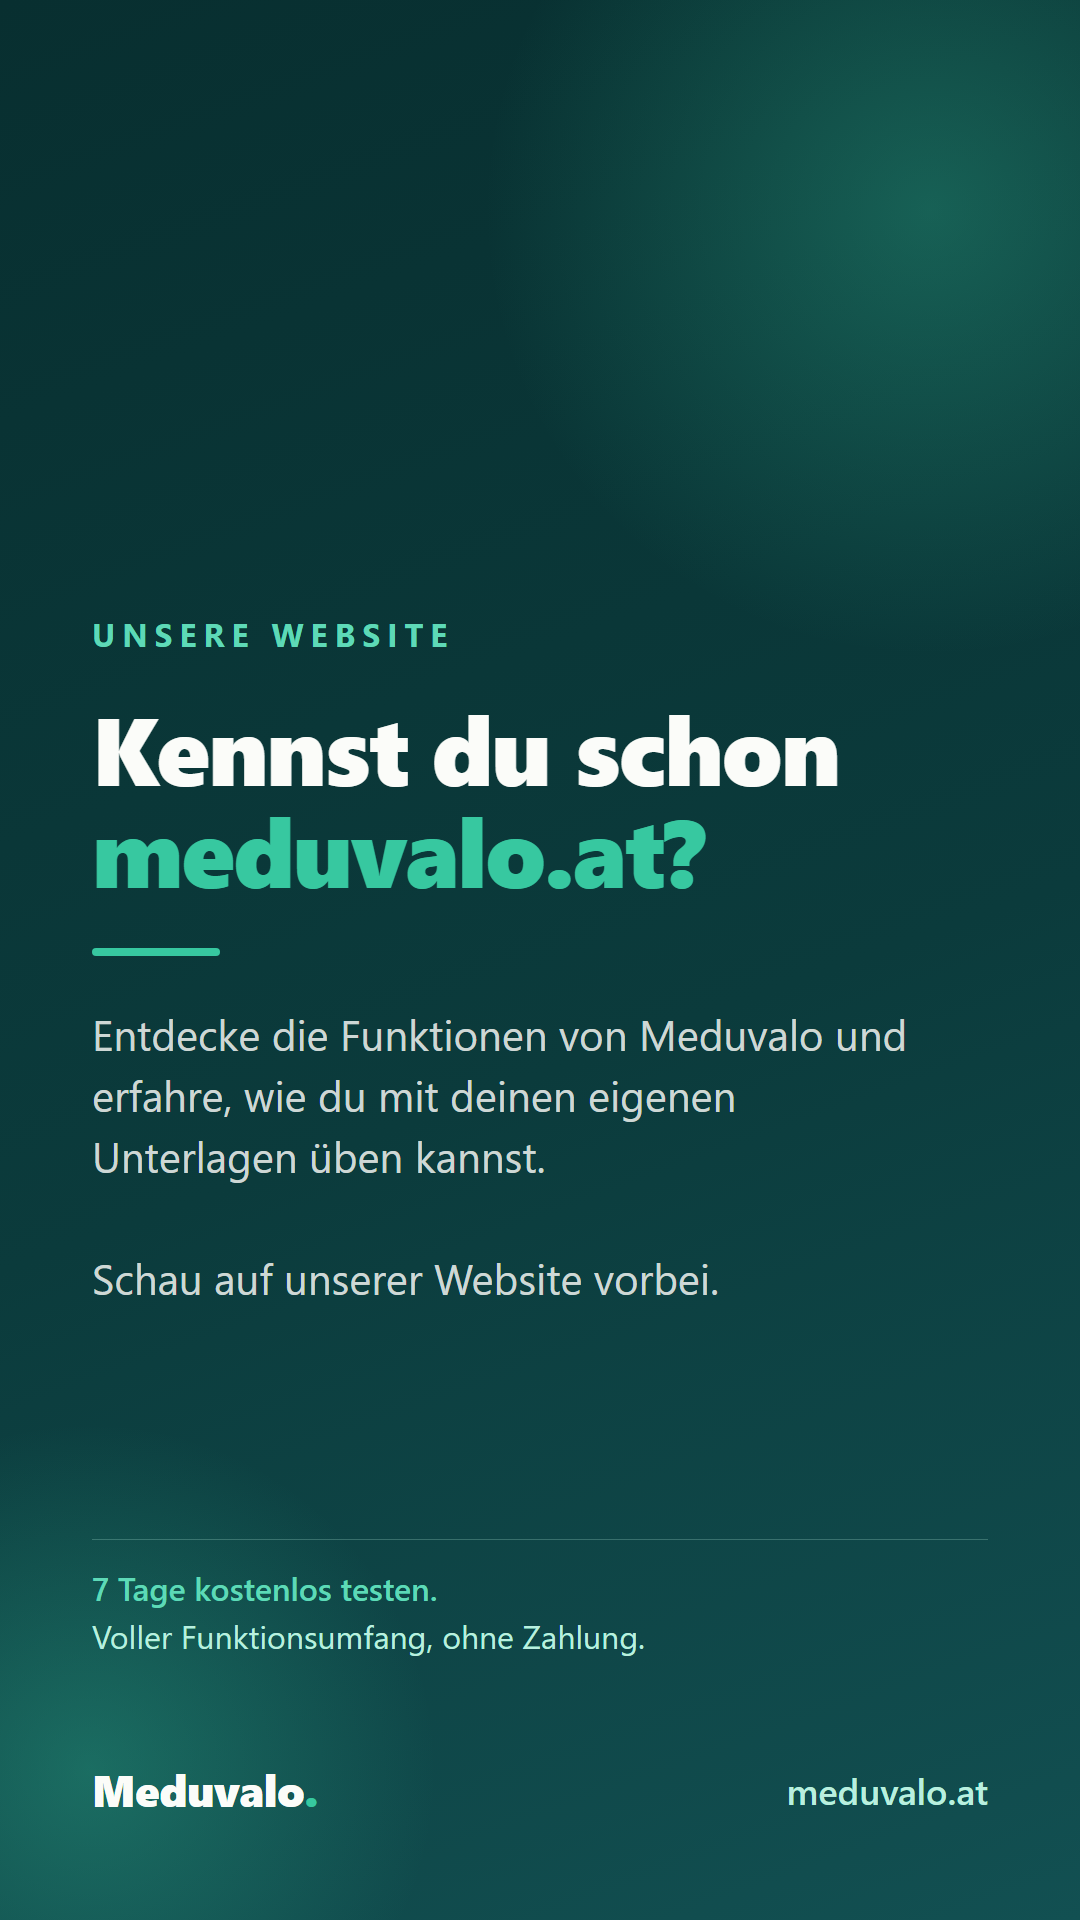 UNSERE WEBSITE
Kennst du schon
meduvalo.at?
Entdecke die Funktionen von Meduvalo und
erfahre, wie du mit deinen eigenen
Unterlagen üben kannst.
Schau auf unserer Website vorbei.
7 Tage kostenlos testen.
Voller Funktionsumfang, ohne Zahlung.
Meduvalo.
meduvalo.at